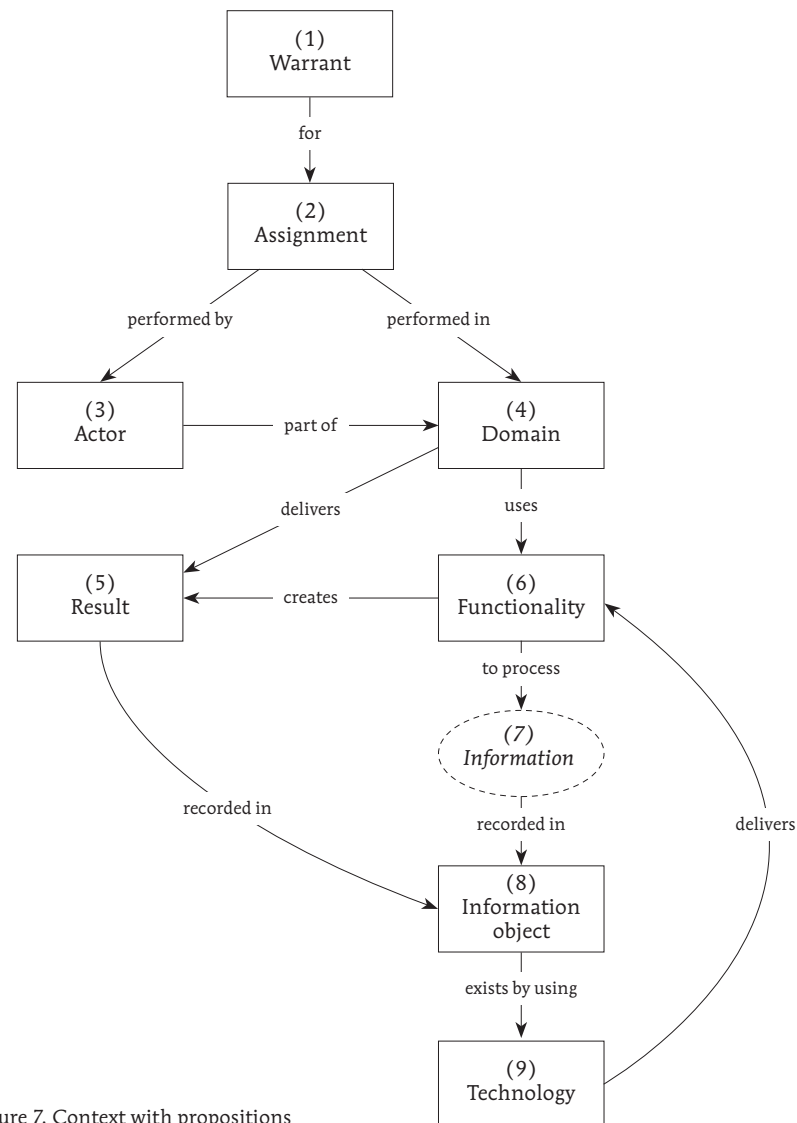 (1)
Warrant
for
(2)
Assignment
performed by
performed in
(3)
Actor
part of
(4)
Domain
delivers
uses
(5)
Result
creates
(6)
Functionality
to process
(7)
Information
recorded in
recorded in
delivers
(8)
Information
object
exists by using
(9)
Technology
ure 7. Context with propositions